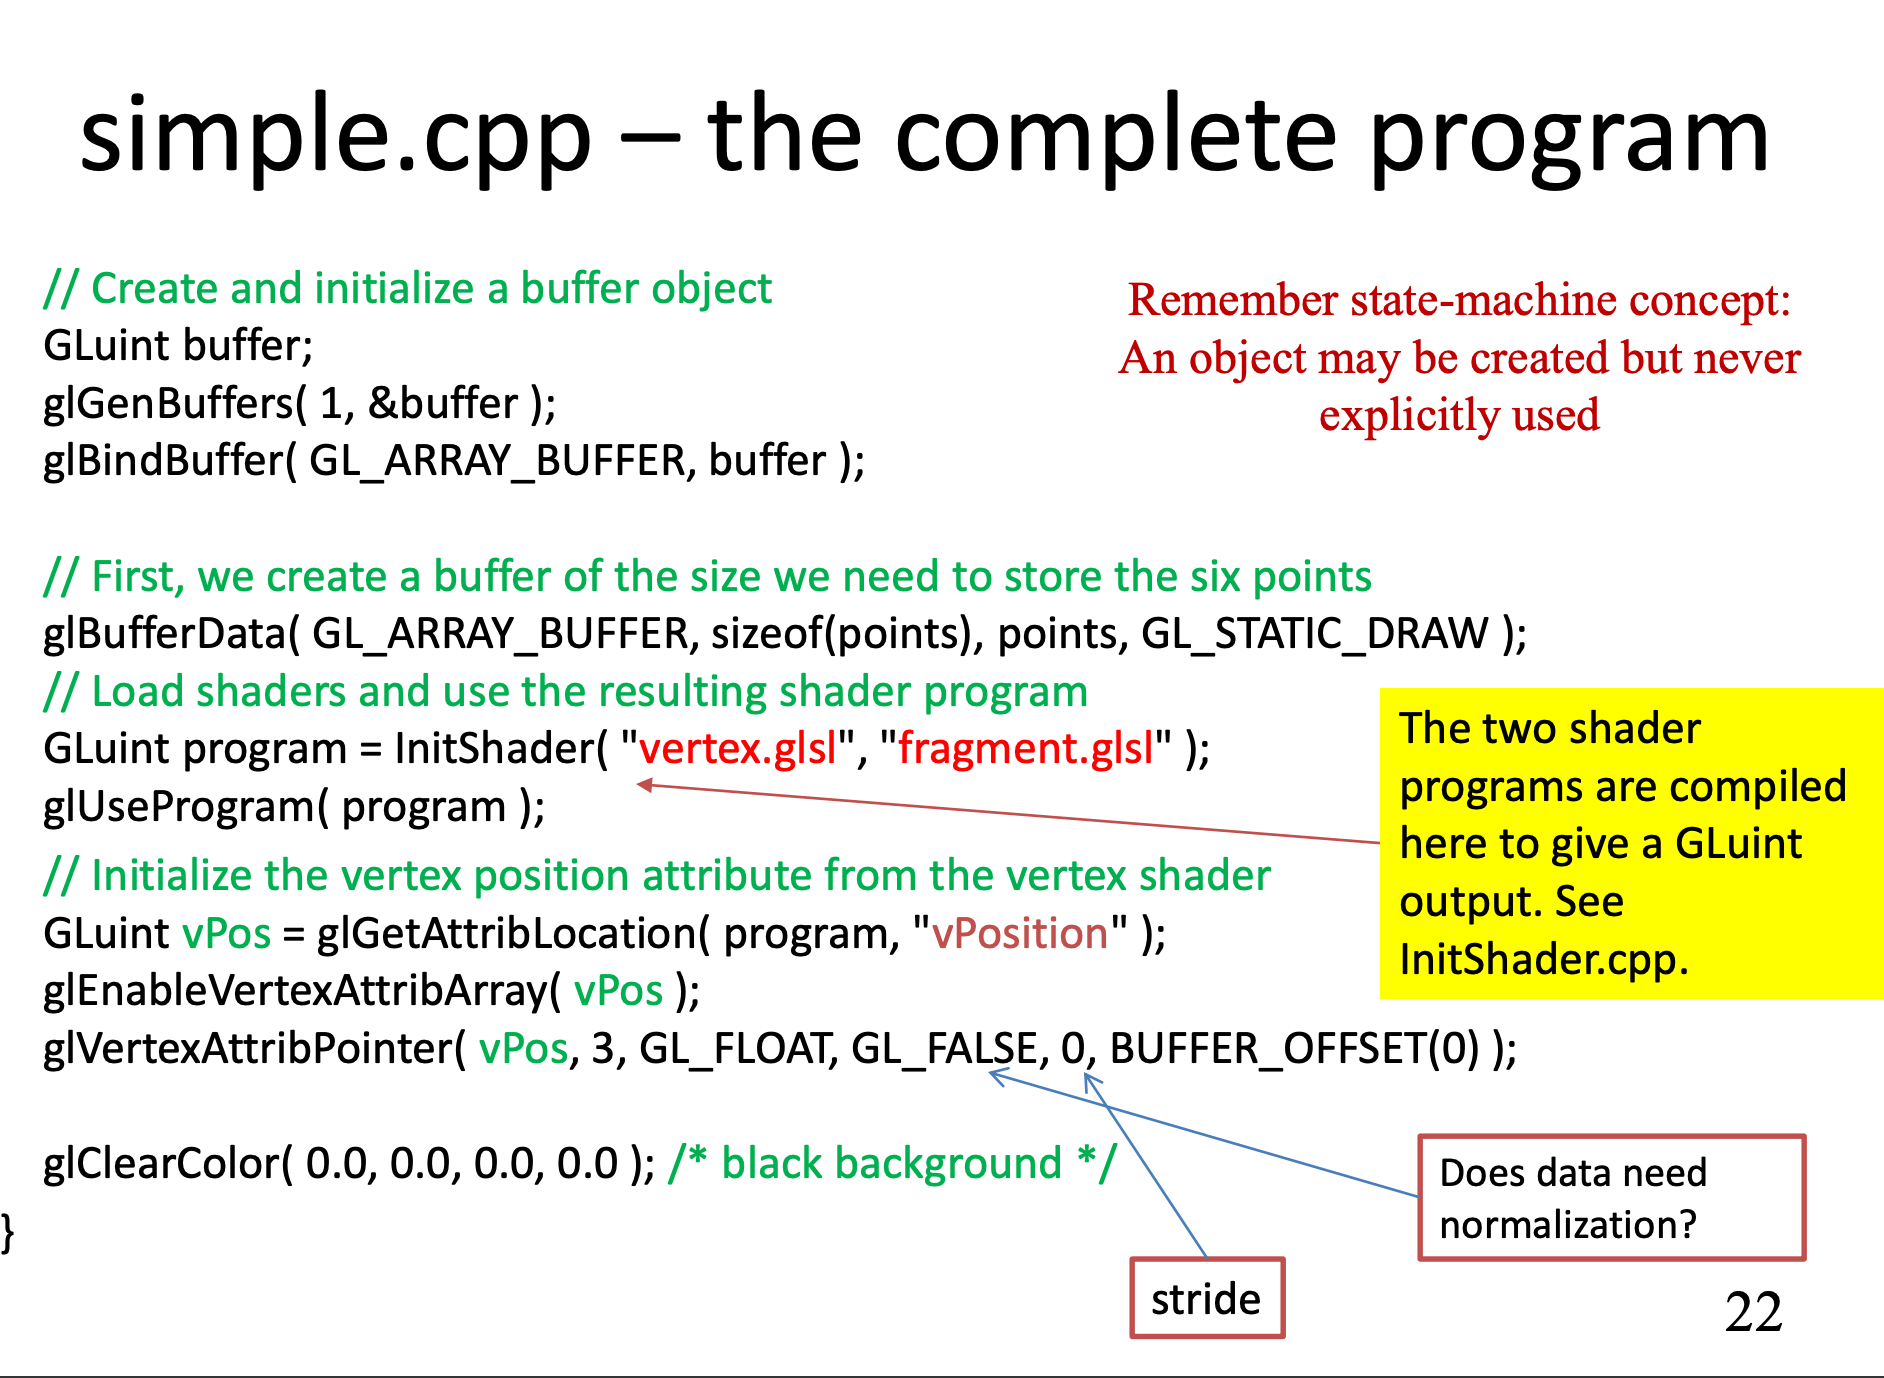 simple.cpp – the complete program
// Create and initialize a buffer object
GLuint buffer;
glGenBuffers( 1, &buffer );
glBindBuffer( GL_ARRAY_BUFFER, buffer );
Remember state-machine concept:
An object may be created but never
explicitly used
// First, we create a buffer of the size we need to store the six points
glBufferData( GL_ARRAY_BUFFER, sizeof(points), points, GL_STATIC_DRAW );
// Load shaders and use the resulting shader program
GLuint program = InitShader( "vertex.glsl", "fragment.glsl" );
glUseProgram( program );
// Initialize the vertex position attribute from the vertex shader
GLuint vPos = glGetAttribLocation( program, "vPosition" );
glEnableVertexAttribArray( vPos );
glVertexAttribPointer( vPos, 3, GL_FLOAT, GL_FALSE, 0, BUFFER_OFFSET(0) );
glClearColor( 0.0, 0.0, 0.0, 0.0 ); /* black background */
}
The two shader
programs are compiled
here to give a GLuint
output. See
InitShader.cpp.
Does data need
normalization?
stride
22